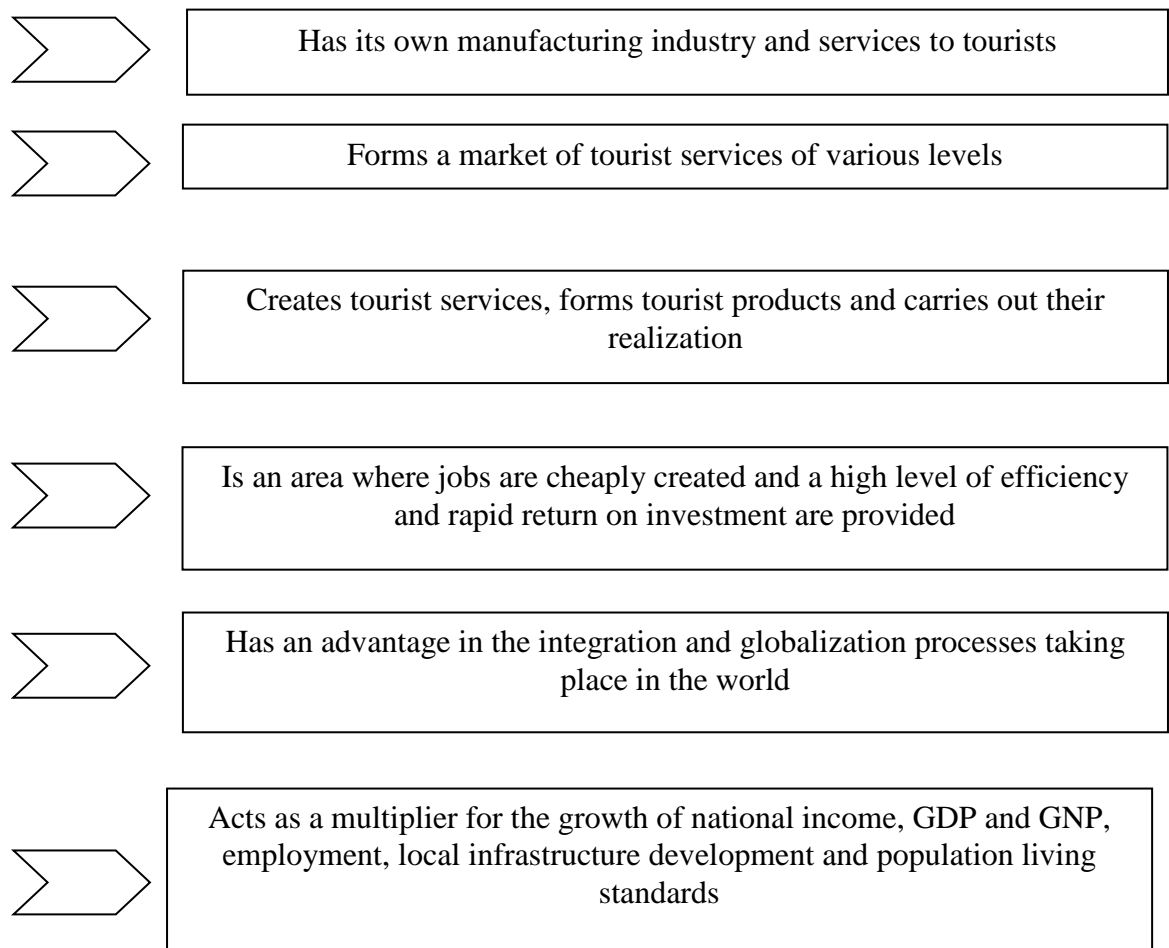 Has its own manufacturing industry and services to tourists
Forms a market of tourist services of various levels
Creates tourist services, forms tourist products and carries out their
realization
Is an area where jobs are cheaply created and a high level of efficiency
and rapid return on investment are provided
Has an advantage in the integration and globalization processes taking
place in the world
Acts as a multiplier for the growth of national income, GDP and GNP,
employment, local infrastructure development and population living
standards